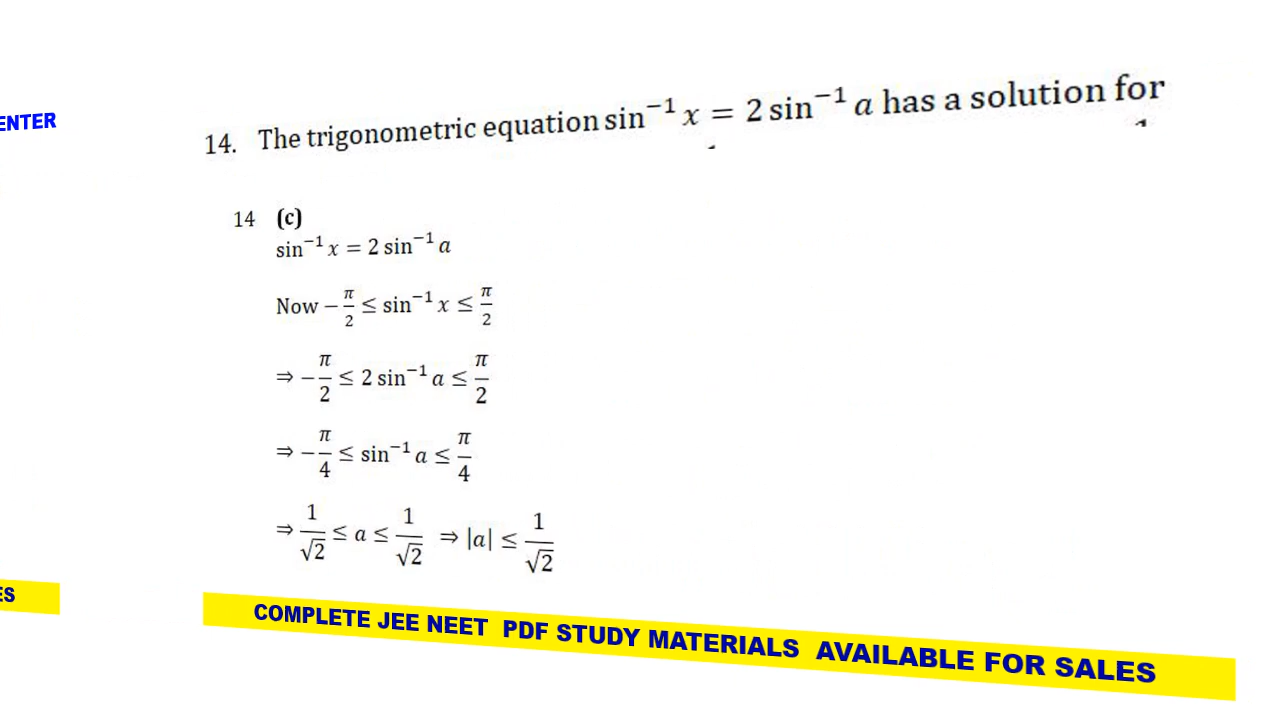 ENTER
14. The trigonometric equation sin⁻¹ x = 2 sin⁻¹ a has a solution for
14 (c)
sin⁻¹ x = 2 sin⁻¹ a
Now − π/2 ≤ sin⁻¹ x ≤ π/2
⇒ − π/2 ≤ 2 sin⁻¹ a ≤ π/2
⇒ − π/4 ≤ sin⁻¹ a ≤ π/4
⇒ 1/√2 ≤ a ≤ 1/√2 ⇒ |a| ≤ 1/√2
ES
COMPLETE JEE NEET PDF STUDY MATERIALS AVAILABLE FOR SALES